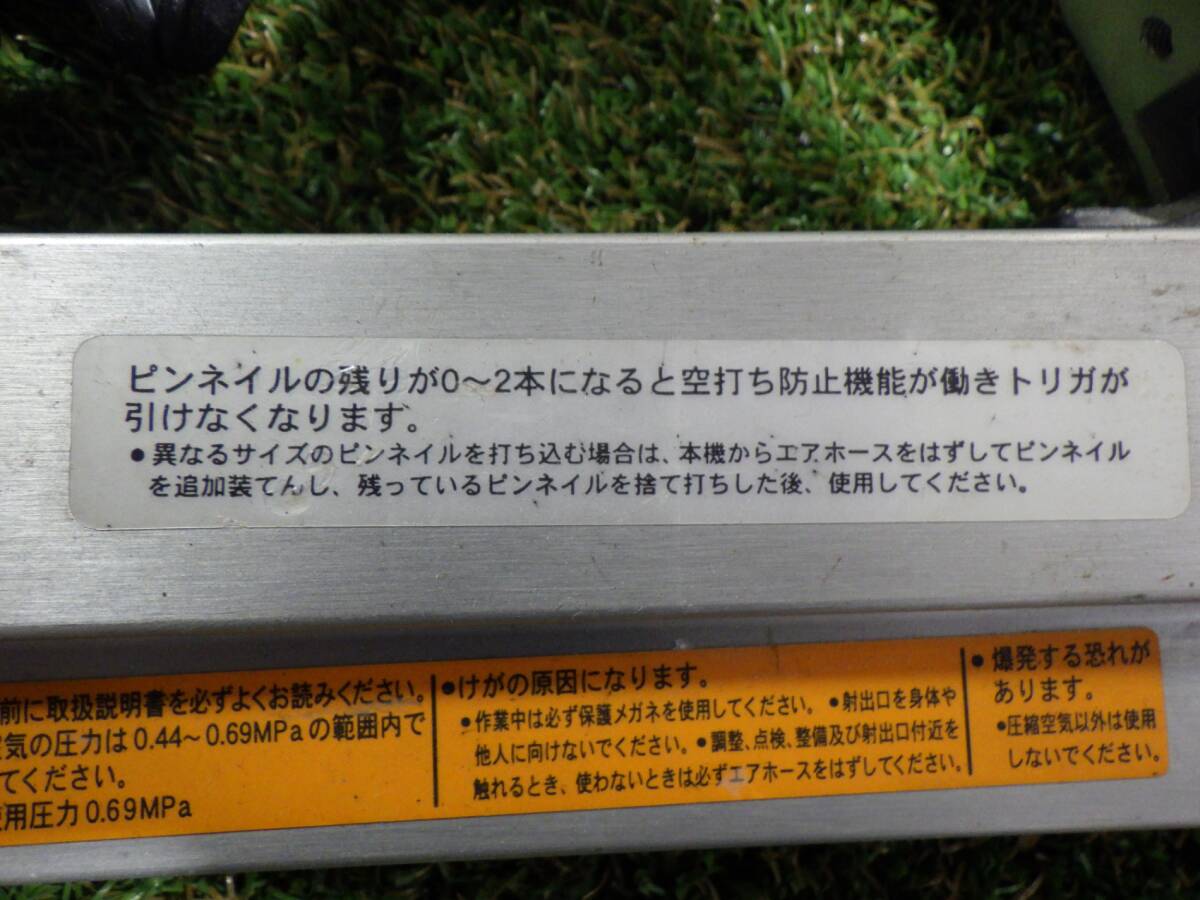 ピンネイルの残りが0～2本になると空打ち防止機能が働きトリガが
引けなくなります。
●異なるサイズのピンネイルを打ち込む場合は、本機からエアホースをはずしてピンネイル
を追加装てんし、残っているピンネイルを捨て打ちした後、使用してください。
前に取扱説明書を必ずよくお読みください。
気の圧力は0.44～0.69MPaの範囲内で
てください。
用圧力0.69MPa
●けがの原因になります。
●作業中は必ず保護メガネを使用してください。●射出口を身体や
他人に向けないでください。●調整、点検、整備及び射出口付近を
触れるとき、使わないときは必ずエアホースをはずしてください。
●爆発する恐れが
あります。
●圧縮空気以外は使用
しないでください。